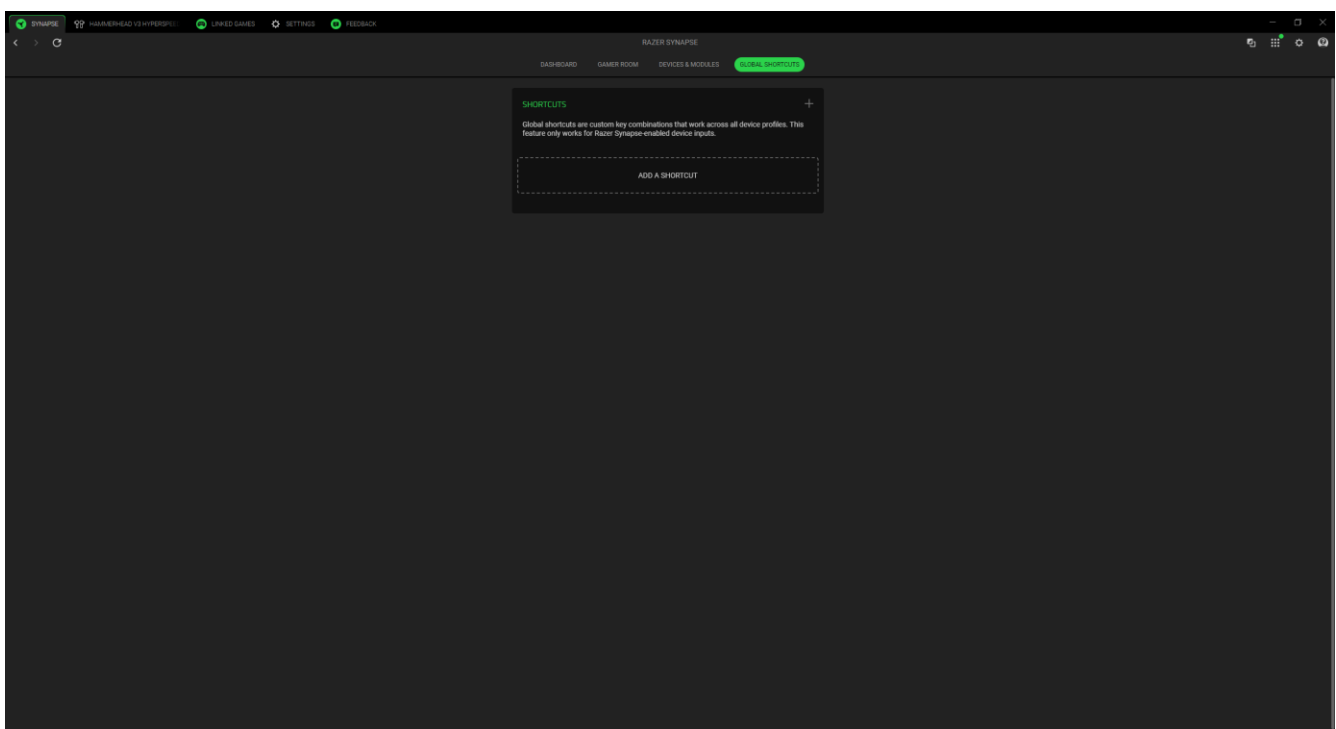 SYNAPSE
HAMMERHEAD V3 HYPERSPEE
LINKED GAMES
SETTINGS
FEEDBACK
RAZER SYNAPSE
DASHBOARD
GAMER ROOM
DEVICES & MODULES
GLOBAL SHORTCUTS
SHORTCUTS
Global shortcuts are custom key combinations that work across all device profiles. This
feature only works for Razer Synapse-enabled device inputs.
ADD A SHORTCUT